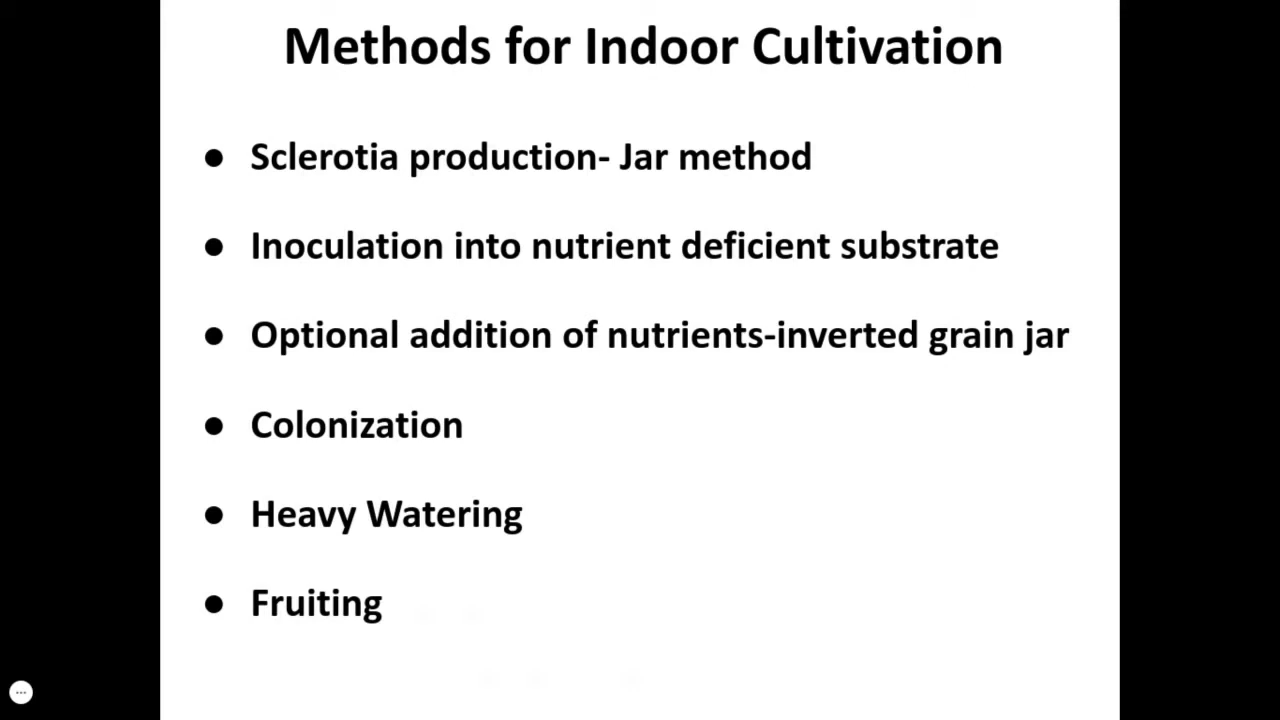 Methods for Indoor Cultivation
● Sclerotia production- Jar method
● Inoculation into nutrient deficient substrate
● Optional addition of nutrients-inverted grain jar
● Colonization
● Heavy Watering
● Fruiting